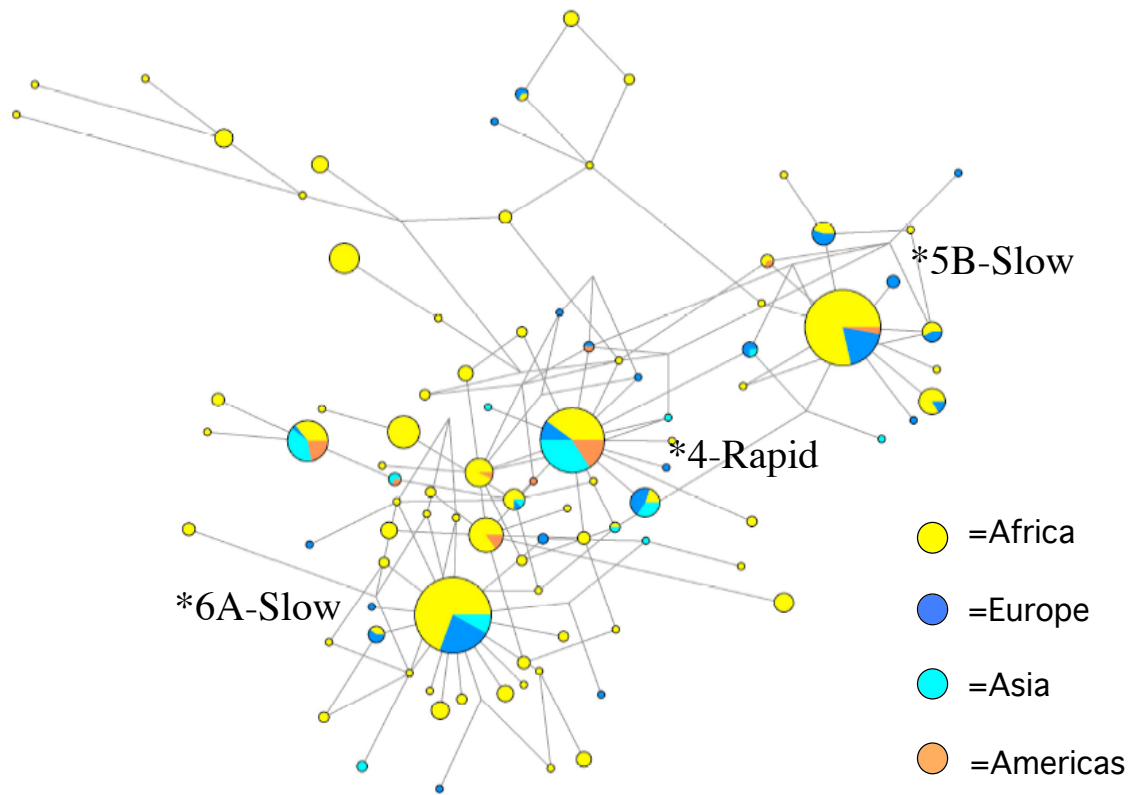 *5B-Slow
*4-Rapid
=Africa
*6A-Slow
=Europe
=Asia
=Americas